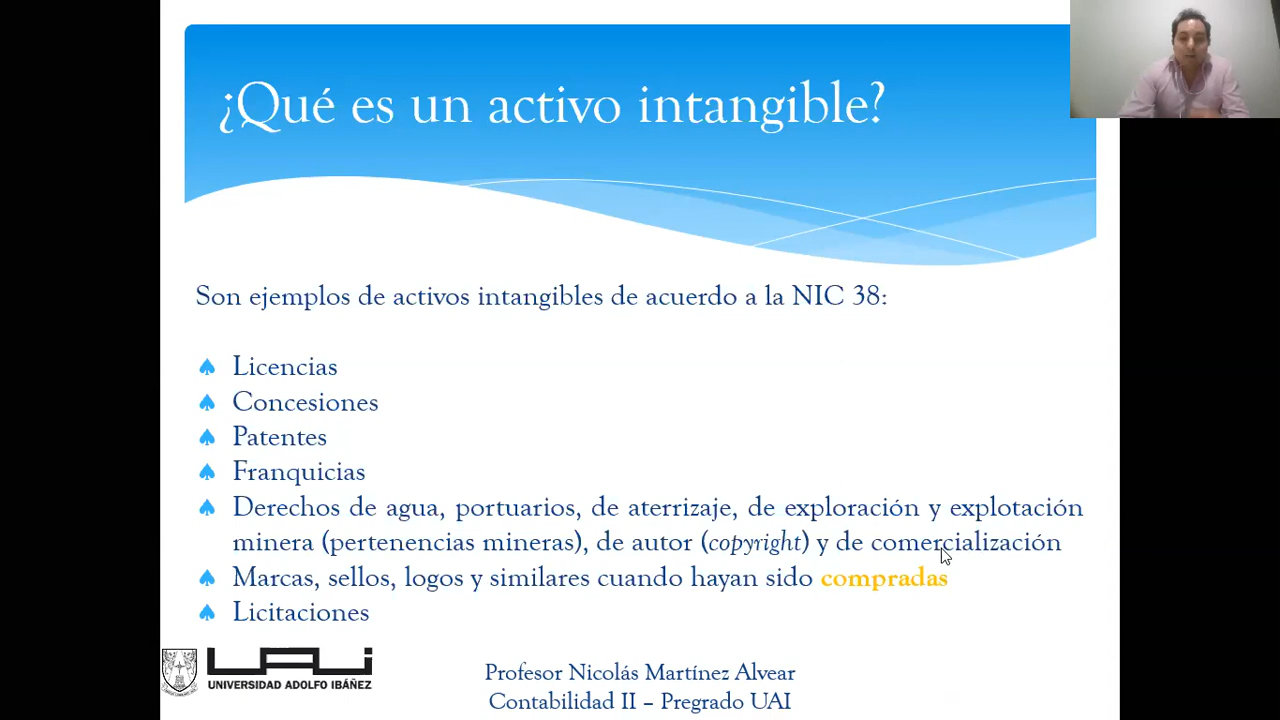 ¿Qué es un activo intangible?
Son ejemplos de activos intangibles de acuerdo a la NIC 38:
Licencias
Concesiones
Patentes
Franquicias
Derechos de agua, portuarios, de aterrizaje, de exploración y explotación
minera (pertenencias mineras), de autor (copyright) y de comercialización
Marcas, sellos, logos y similares cuando hayan sido compradas
Licitaciones
UAI
UNIVERSIDAD ADOLFO IBÁÑEZ
Profesor Nicolás Martínez Alvear
Contabilidad II – Pregrado UAI